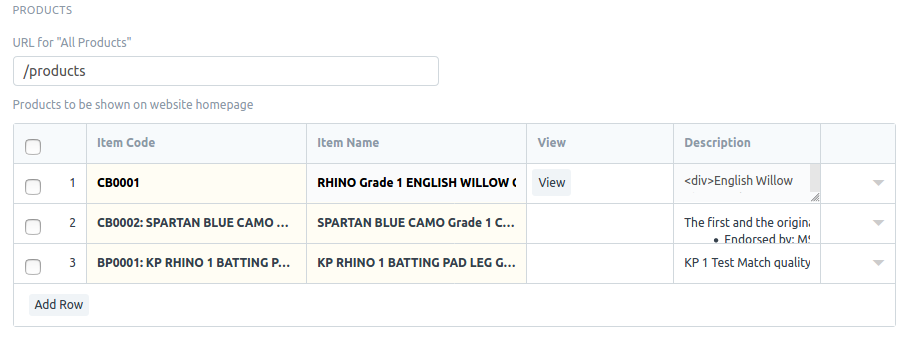 PRODUCTS
URL for "All Products"
/products
Products to be shown on website homepage
Item Code Item Name View Description
1 CB0001 RHINO Grade 1 ENGLISH WILLOW View <div>English Willow
2 CB0002: SPARTAN BLUE CAMO ... SPARTAN BLUE CAMO Grade 1 C... The first and the
• Endorsed by:
3 BP0001: KP RHINO 1 BATTING P... KP RHINO 1 BATTING PAD LEG G... KP 1 Test Match quality
Add Row